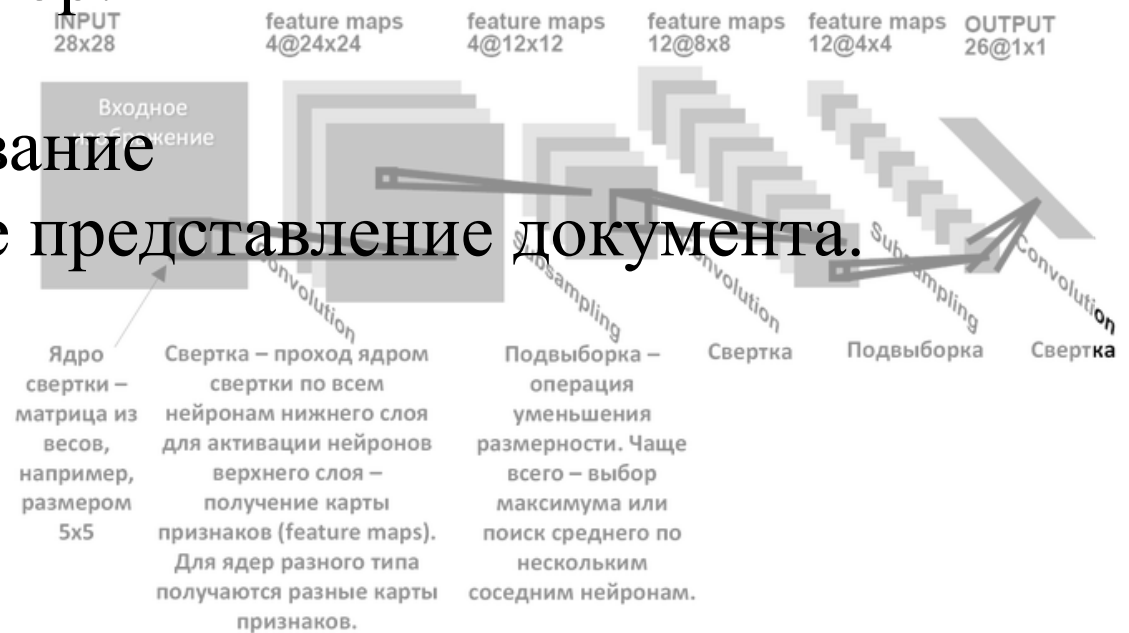 ор.
INPUT
28x28
feature maps
4@24x24
feature maps
4@12x12
feature maps
12@8x8
feature maps
12@4x4
OUTPUT
26@1x1
Входное
изображение
вание
е представление документа.
Convolution
Subsampling
Convolution
Subsampling
Convolution
Ядро
свертки –
матрица из
весов,
например,
размером
5x5
Свертка – проход ядром
свертки по всем
нейронам нижнего слоя
для активации нейронов
верхнего слоя –
получение карты
признаков (feature maps).
Для ядер разного типа
получаются разные карты
признаков.
Подвыборка –
операция
уменьшения
размерности. Чаще
всего – выбор
максимума или
поиск среднего по
нескольким
соседним нейронам.
Свертка
Подвыборка
Свертка